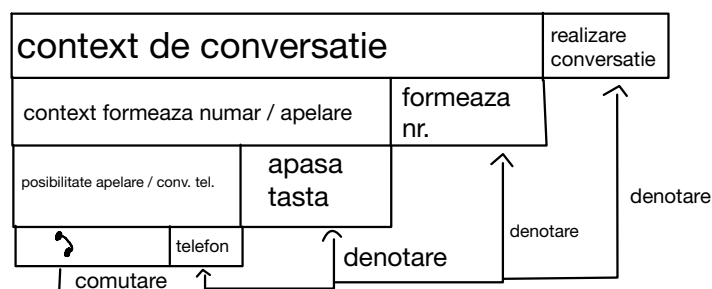 context de conversatie
realizare
conversatie
context formeaza numar / apelare
formeaza
nr.
posibilitate apelare / conv. tel.
apasa
tasta
denotare
denotare
telefon
denotare
comutare